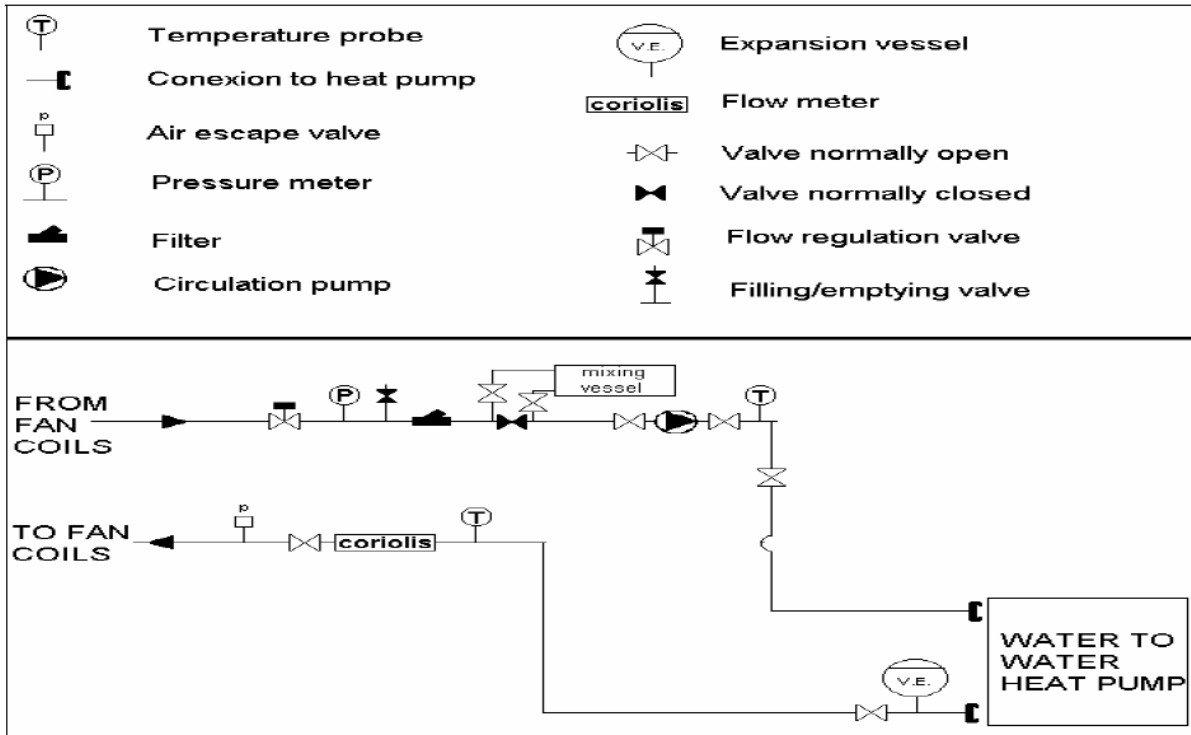 T Temperature probe
Conexion to heat pump
p Air escape valve
P Pressure meter
Filter
Circulation pump
V.E. Expansion vessel
coriolis Flow meter
Valve normally open
Valve normally closed
Flow regulation valve
Filling/emptying valve
mixing
vessel
P
T
FROM
FAN
COILS
p
T
TO FAN
COILS
coriolis
WATER TO
WATER
HEAT PUMP
V.E.